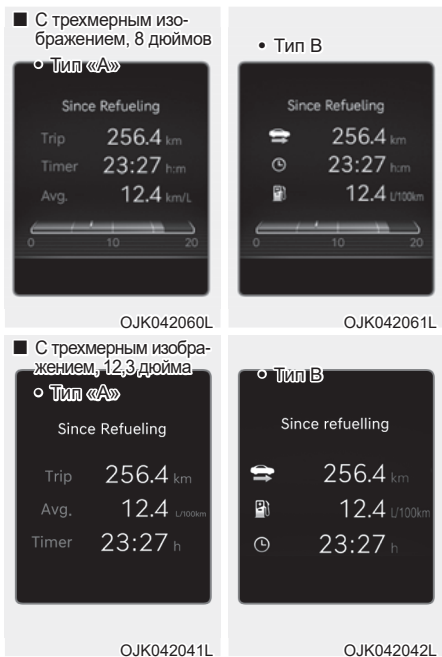 ■ С трехмерным изо-
бражением, 8 дюймов
• Тип «А»
Since Refueling
Trip 256.4 km
Timer 23:27 h:m
Avg. 12.4 km/L
0 10 20
OJK042060L
• Тип В
Since Refueling
256.4 km
23:27 h:m
12.4 L/100km
0 10 20
OJK042061L
■ С трехмерным изобра-
жением, 12,3 дюйма
• Тип «А»
Since Refueling
Trip 256.4 km
Avg. 12.4 L/100km
Timer 23:27 h
OJK042041L
• Тип В
Since refuelling
256.4 km
12.4 L/100km
23:27 h
OJK042042L